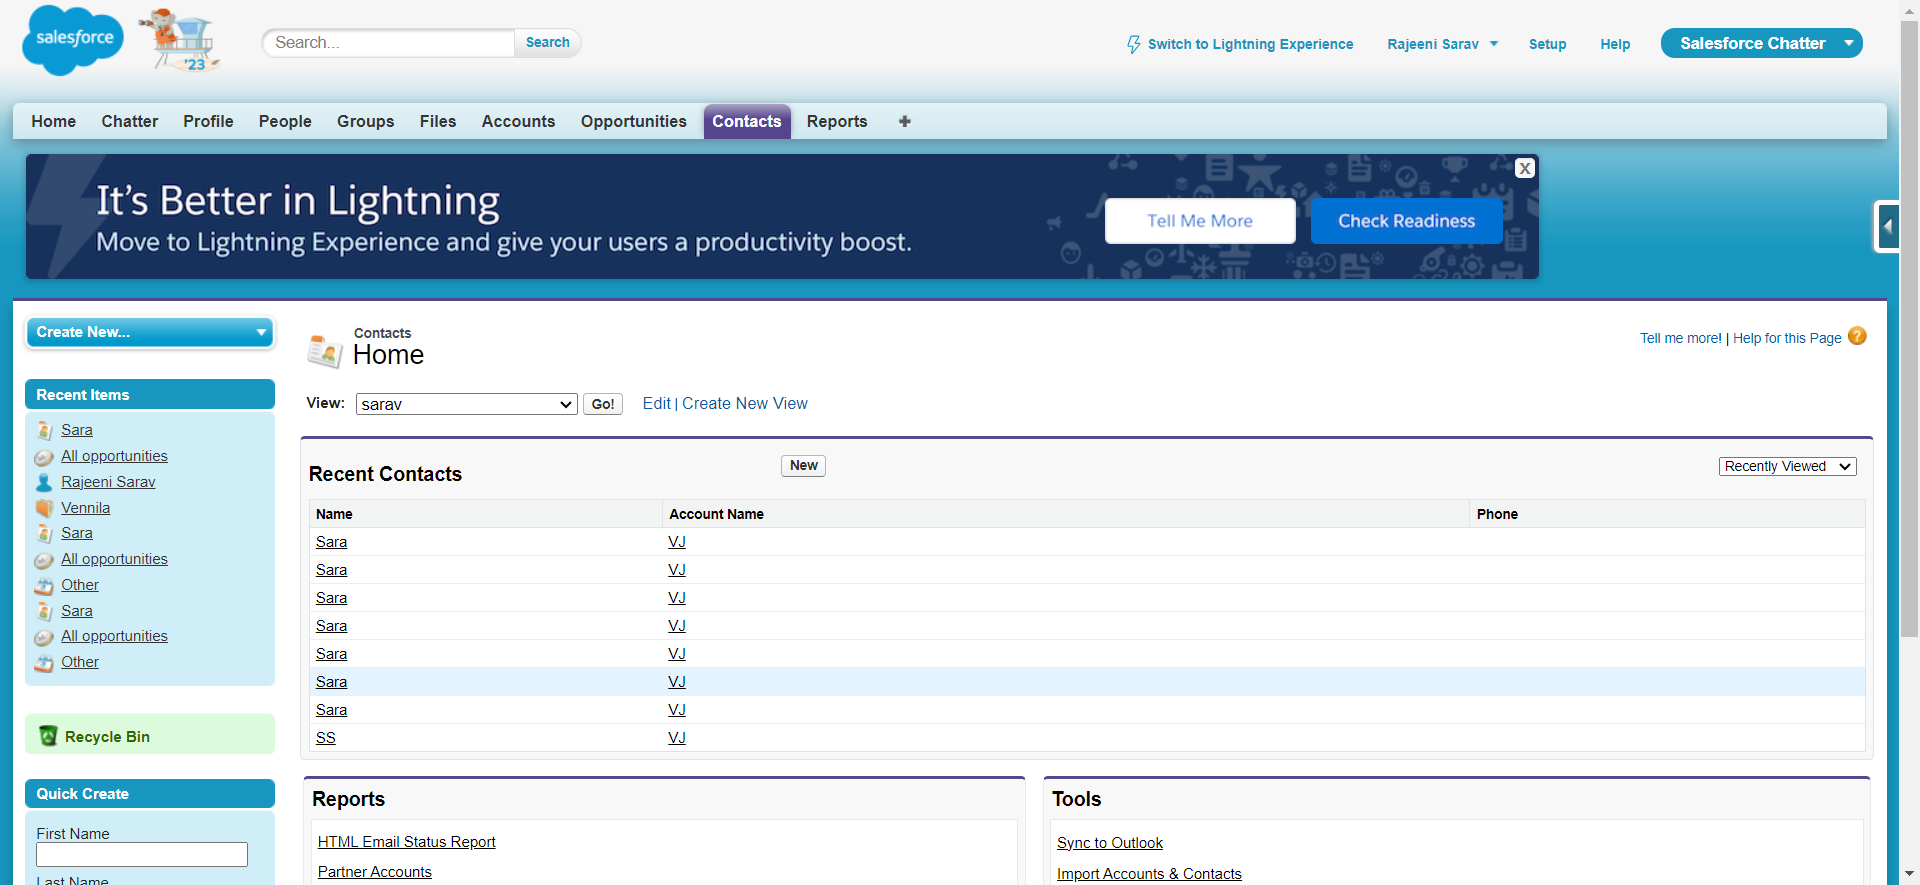 salesforce
'23
Search...
Search
Switch to Lightning Experience
Rajeeni Sarav
Setup
Help
Salesforce Chatter
Home
Chatter
Profile
People
Groups
Files
Accounts
Opportunities
Contacts
Reports
It's Better in Lightning
Move to Lightning Experience and give your users a productivity boost.
Tell Me More
Check Readiness
X
Create New...
Contacts
Home
Tell me more! | Help for this Page
?
View: sarav Go! Edit | Create New View
Recent Items
Sara
All opportunities
Rajeeni Sarav
Vennila
Sara
All opportunities
Other
Sara
All opportunities
Other
Recycle Bin
Quick Create
First Name
Last Name
Recent Contacts
New
Recently Viewed
Name Account Name Phone
Sara VJ
Sara VJ
Sara VJ
Sara VJ
Sara VJ
Sara VJ
Sara VJ
SS VJ
Reports
HTML Email Status Report
Partner Accounts
Tools
Sync to Outlook
Import Accounts & Contacts